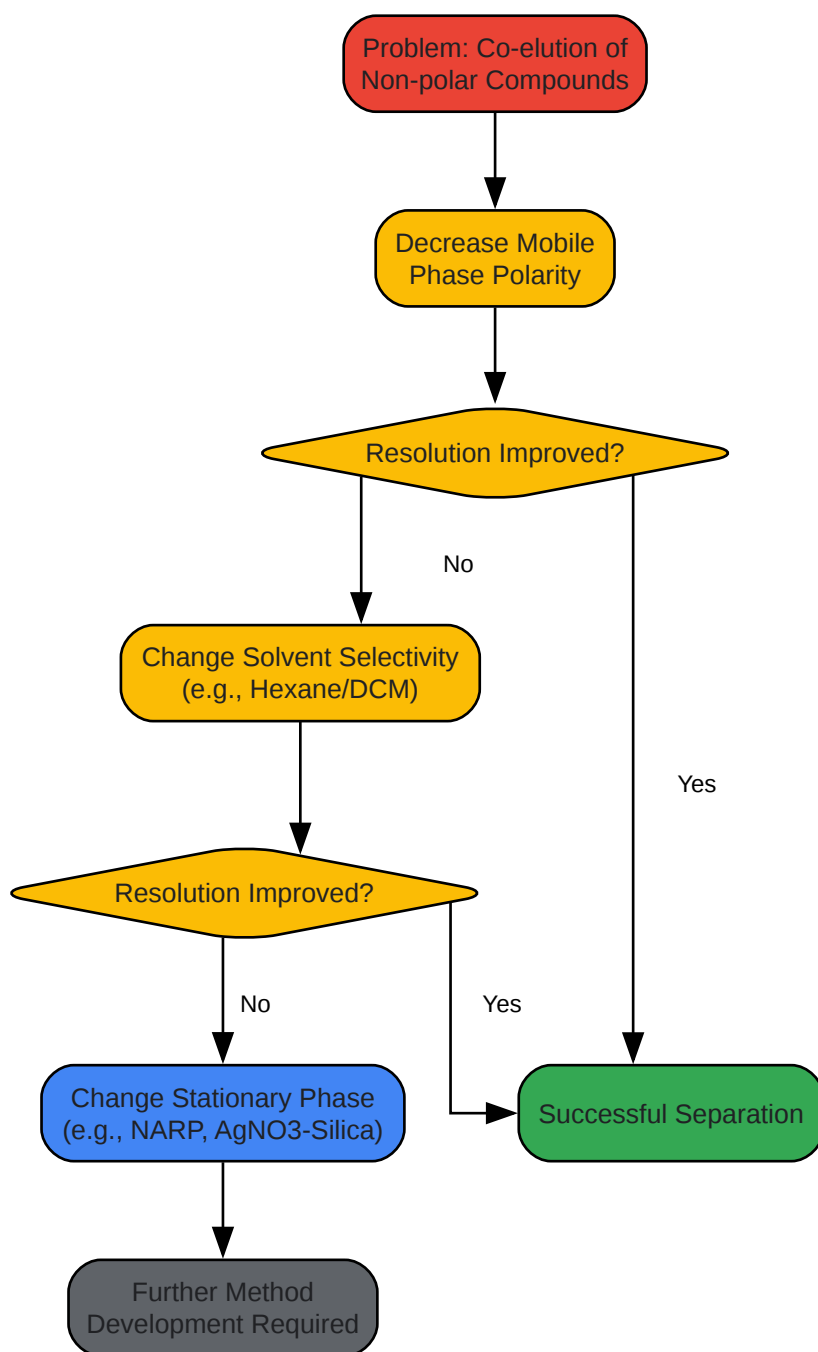 Problem: Co-elution of
Non-polar Compounds
Decrease Mobile
Phase Polarity
Resolution Improved?
No
Change Solvent Selectivity
(e.g., Hexane/DCM)
Yes
Resolution Improved?
No
Yes
Change Stationary Phase
(e.g., NARP, AgNO3-Silica)
Successful Separation
Further Method
Development Required